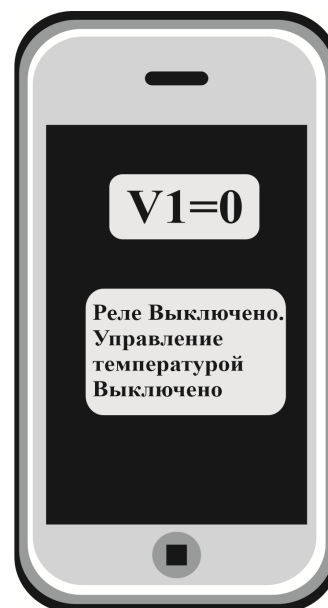 V1=0
Реле Выключено.
Управление
температурой
Выключено